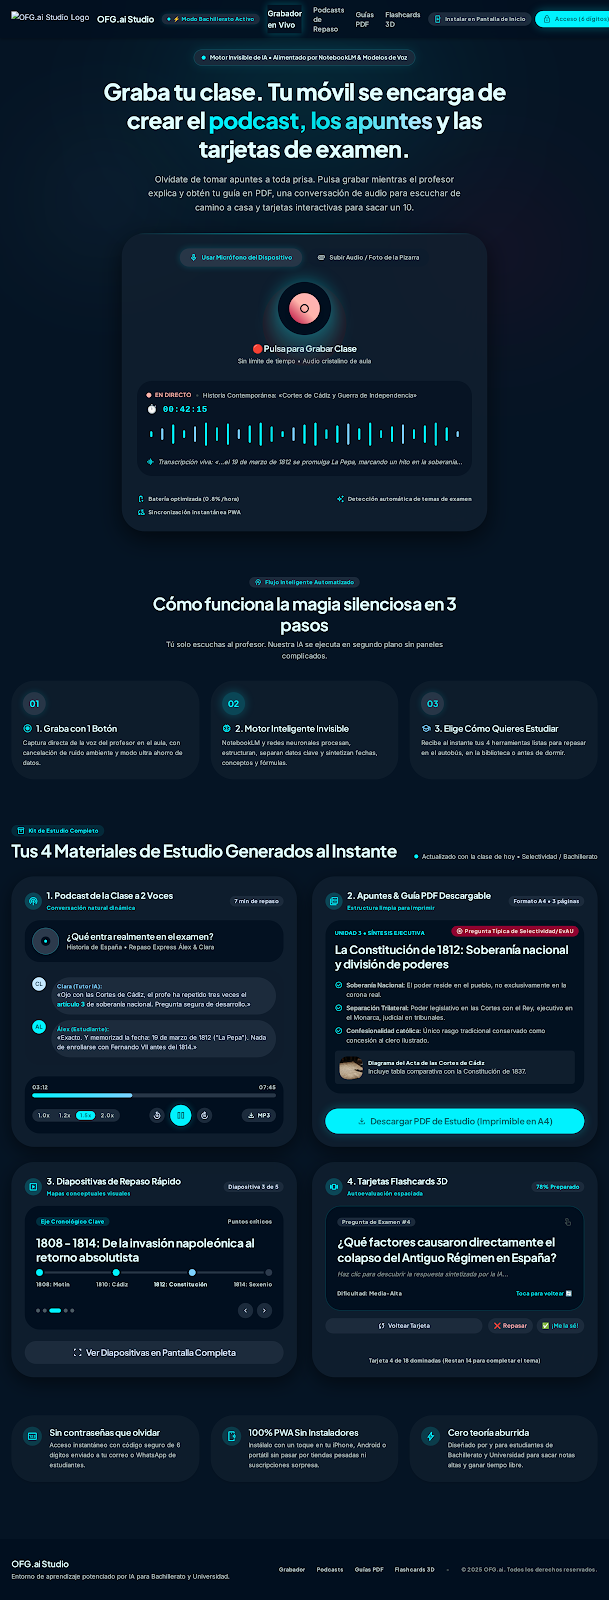 OFG.ai Studio Logo
OFG.ai Studio
⚡ Modo Bachillerato Activo
Grabador
en Vivo
Podcasts
de
Repaso
Guías
PDF
Flashcards
3D
Instalar en Pantalla de Inicio
Acceso (6 dígitos)
Motor Invisible de IA • Alimentado por NotebookLM & Modelos de Voz
Graba tu clase. Tu móvil se encarga de
crear el podcast, los apuntes y las
tarjetas de examen.
Olvídate de tomar apuntes a toda prisa. Pulsa grabar mientras el profesor
explica y obtén tu guía en PDF, una conversación de audio para escuchar de
camino a casa y tarjetas interactivas para sacar un 10.
Usar Micrófono del Dispositivo
Subir Audio / Foto de la Pizarra
🔴 Pulsa para Grabar Clase
Sin límite de tiempo • Audio cristalino de aula
EN DIRECTO • Historia Contemporánea: «Cortes de Cádiz y Guerra de Independencia»
⏱️ 00:42:15
Transcripción viva: «...el 19 de marzo de 1812 se promulga La Pepa, marcando un hito en la soberanía...
Batería optimizada (0.8%/hora)
Detección automática de temas de examen
Sincronización Instantánea PWA
Flujo Inteligente Automatizado
Cómo funciona la magia silenciosa en 3
pasos
Tú solo escuchas al profesor. Nuestra IA se ejecuta en segundo plano sin paneles
complicados.
01
1. Graba con 1 Botón
Captura directa de la voz del profesor en el aula, con
cancelación de ruido ambiente y modo ultra ahorro de
datos.
02
2. Motor Inteligente Invisible
NotebookLM y redes neuronales procesan,
estructuran, separan datos clave y sintetizan fechas,
conceptos y fórmulas.
03
3. Elige Cómo Quieres Estudiar
Recibe al instante tus 4 herramientas listas para repasar
en el autobús, en la biblioteca o antes de dormir.
Kit de Estudio Completo
Tus 4 Materiales de Estudio Generados al Instante
Actualizado con la clase de hoy • Selectividad / Bachillerato
1. Podcast de la Clase a 2 Voces
Conversación natural dinámica
7 min de repaso
¿Qué entra realmente en el examen?
Historia de España • Repaso Express Álex & Clara
CL
Clara (Tutor IA):
«Ojo con las Cortes de Cádiz, el profe ha repetido tres veces el
artículo 3 de soberanía nacional. Pregunta segura de desarrollo.»
AL
Álex (Estudiante):
«Exacto. Y memorizad la fecha: 19 de marzo de 1812 ("La Pepa"). Nada
de enrollarse con Fernando VII antes del 1814.»
03:12
07:45
1.0x
1.2x
1.5x
2.0x
MP3
2. Apuntes & Guía PDF Descargable
Estructura limpia para imprimir
Formato A4 • 3 páginas
UNIDAD 3 • SÍNTESIS EJECUTIVA
Pregunta Típica de Selectividad/EvAU
La Constitución de 1812: Soberanía nacional
y división de poderes
Soberanía Nacional: El poder reside en el pueblo, no exclusivamente en la
corona real.
Separación Trilateral: Poder legislativo en las Cortes con el Rey, ejecutivo en
el Monarca, judicial en tribunales.
Confesionalidad católica: Único rasgo tradicional conservado como
concesión al clero ilustrado.
Diagrama del Acta de las Cortes de Cádiz
Incluye tabla comparativa con la Constitución de 1837.
Descargar PDF de Estudio (Imprimible en A4)
3. Diapositivas de Repaso Rápido
Mapas conceptuales visuales
Diapositiva 3 de 5
Eje Cronológico Clave
Puntos críticos
1808 - 1814: De la invasión napoleónica al
retorno absolutista
1808: Motín
1810: Cádiz
1812: Constitución
1814: Sexenio
Ver Diapositivas en Pantalla Completa
4. Tarjetas Flashcards 3D
Autoevaluación espaciada
78% Preparado
Pregunta de Examen #4
¿Qué factores causaron directamente el
colapso del Antiguo Régimen en España?
Haz clic para descubrir la respuesta sintetizada por la IA...
Dificultad: Media-Alta
Toca para voltear 🔄
Voltear Tarjeta
❌ Repasar
✅ ¡Me la sé!
Tarjeta 4 de 18 dominadas (Restan 14 para completar el tema)
Sin contraseñas que olvidar
Acceso instantáneo con código seguro de 6
dígitos enviado a tu correo o WhatsApp de
estudiantes.
100% PWA Sin Instaladores
Instálalo con un toque en tu iPhone, Android o
portátil sin pasar por tiendas pesadas ni
suscripciones sorpresa.
Cero teoría aburrida
Diseñado por y para estudiantes de
Bachillerato y Universidad para sacar notas
altas y ganar tiempo libre.
OFG.ai Studio
Entorno de aprendizaje potenciado por IA para Bachillerato y Universidad.
Grabador
Podcasts
Guías PDF
Flashcards 3D
•
© 2025 OFG.ai. Todos los derechos reservados.